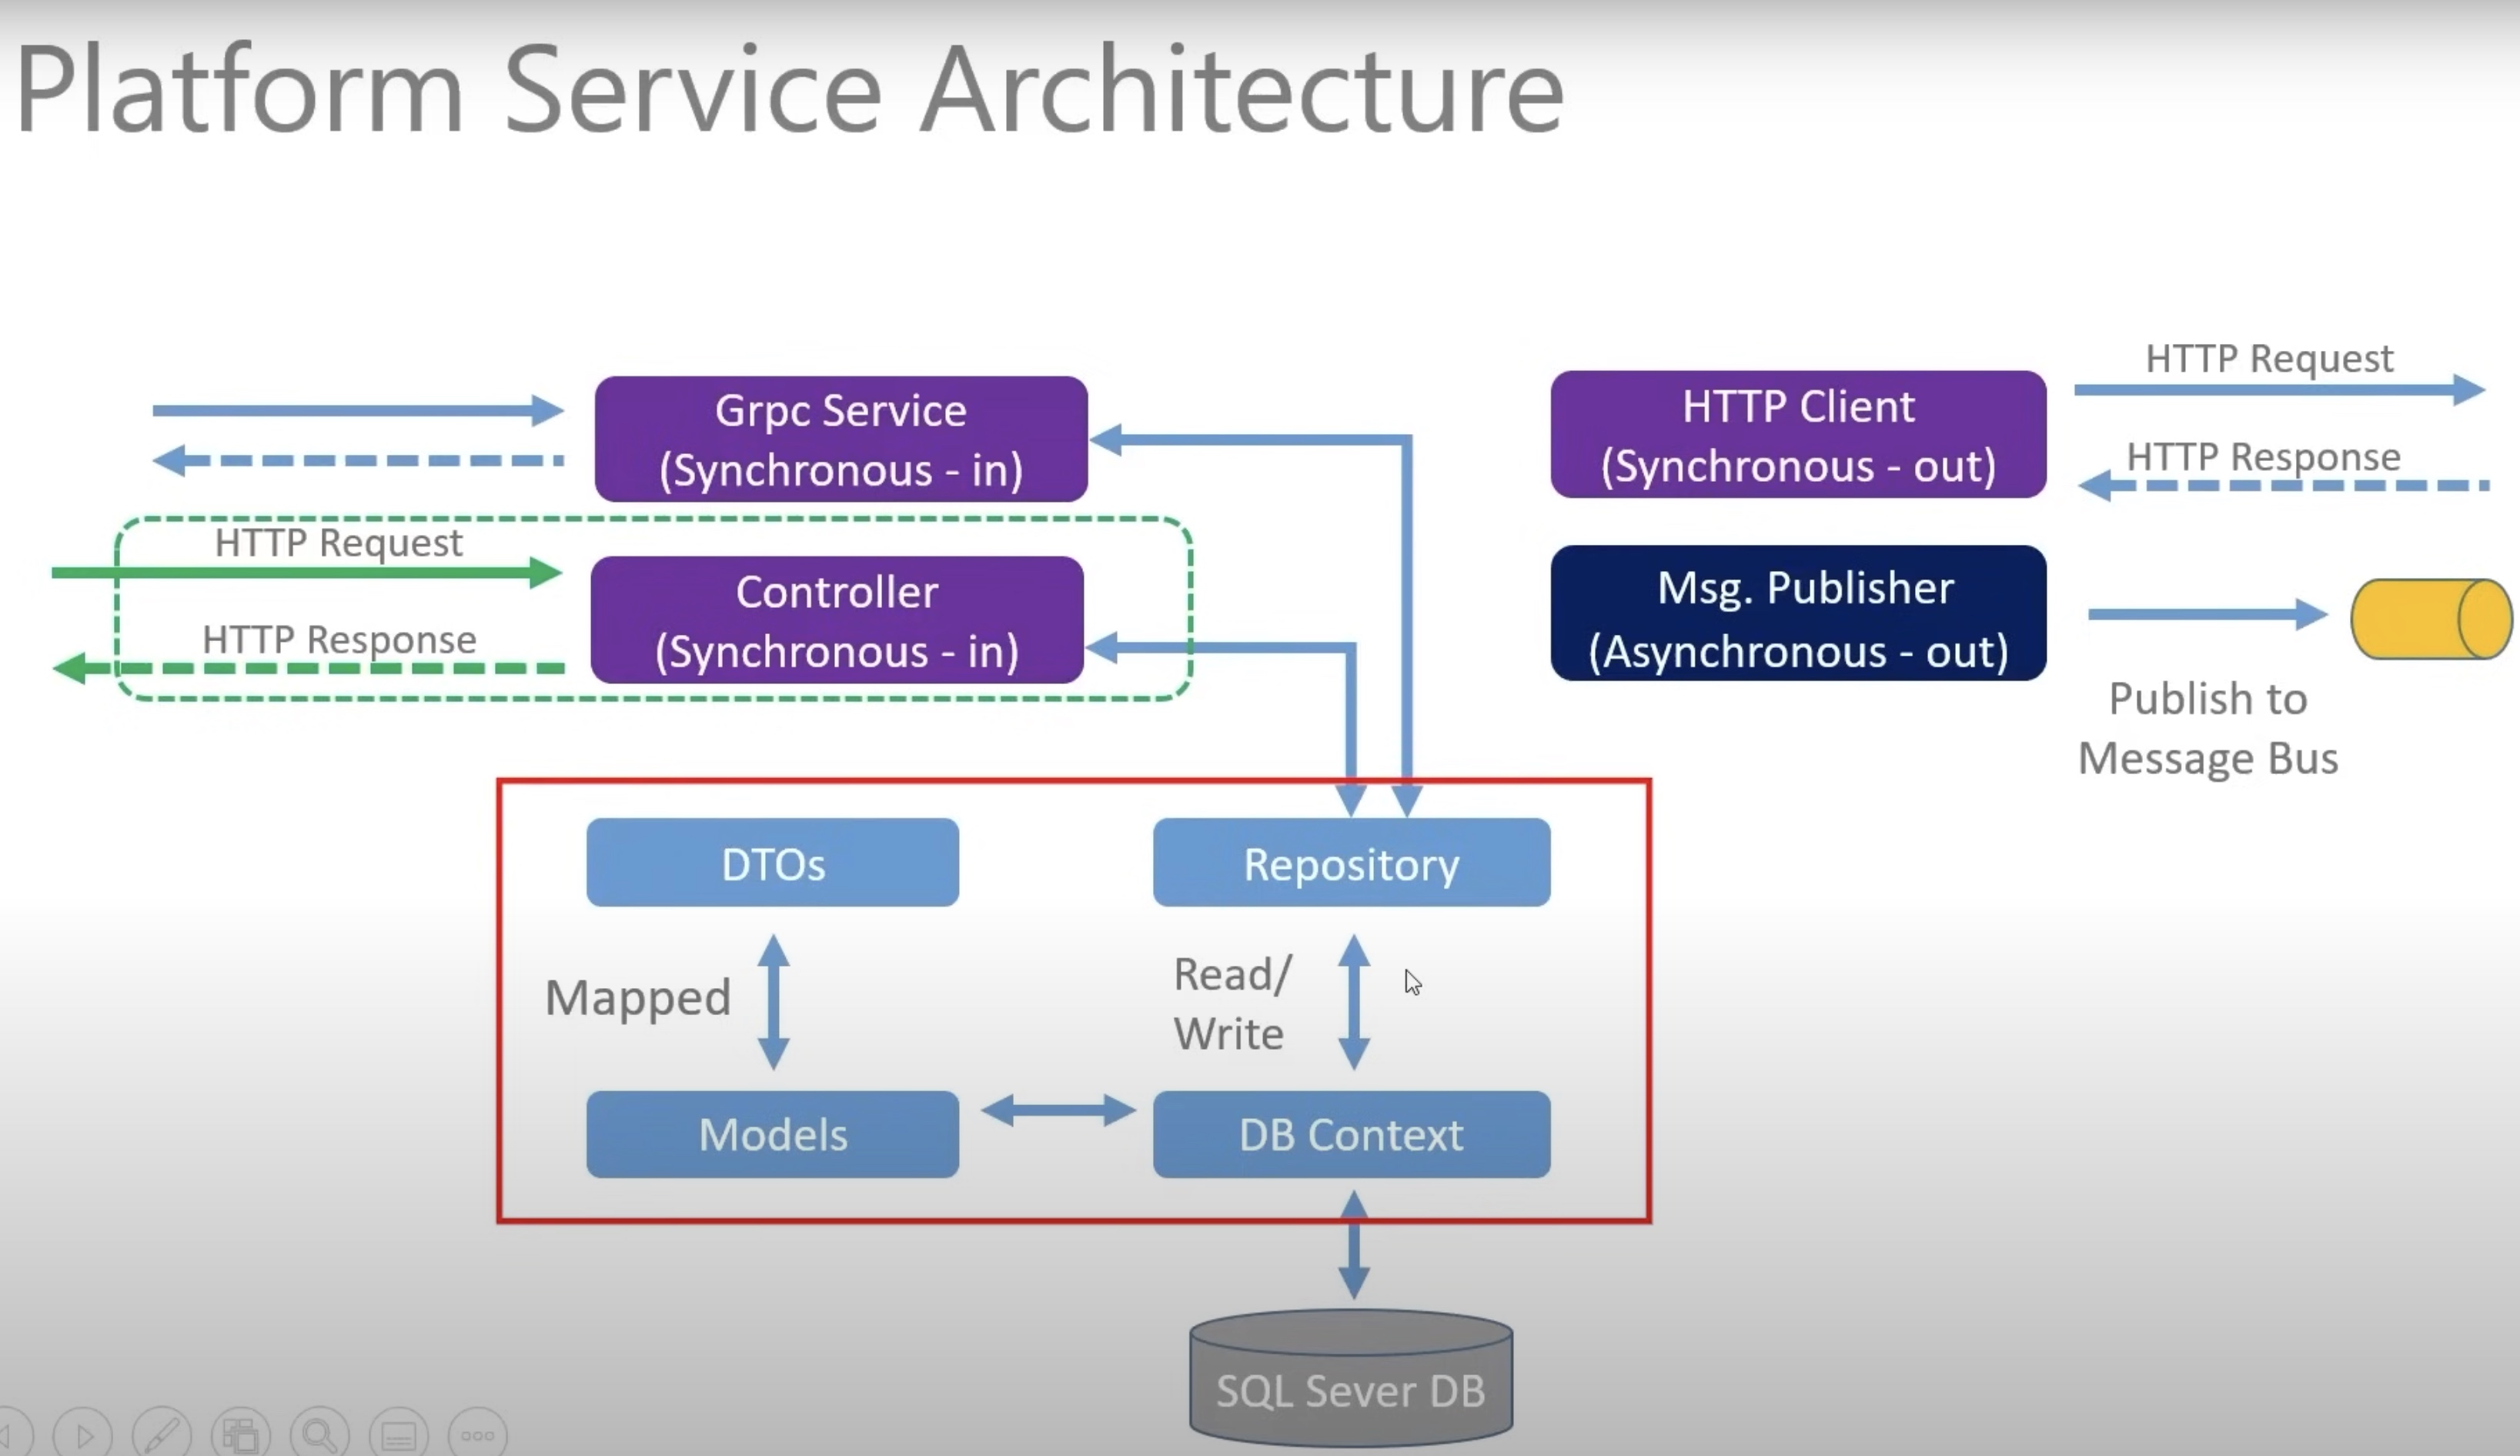 Platform Service Architecture
Grpc Service
(Synchronous - in)
HTTP Request
HTTP Response
Controller
(Synchronous - in)
HTTP Client
(Synchronous - out)
HTTP Request
HTTP Response
Msg. Publisher
(Asynchronous - out)
Publish to
Message Bus
DTOs
Repository
Mapped
Read/
Write
Models
DB Context
SQL Sever DB